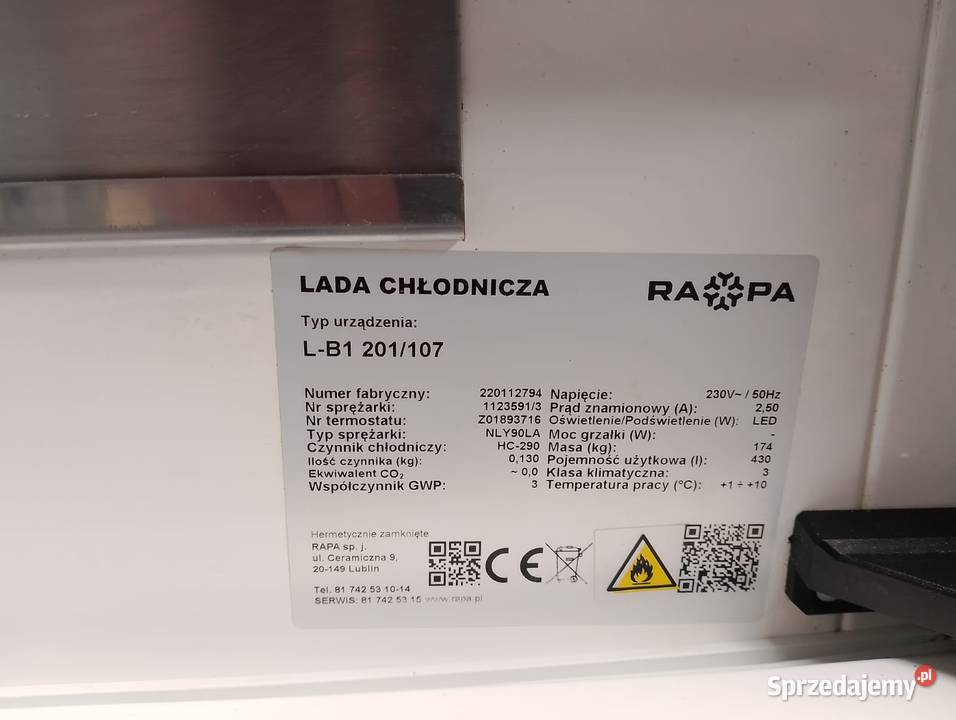 LADA CHŁODNICZA
RAPA
Typ urządzenia:
L-B1 201/107
Numer fabryczny: 220112794
Nr sprężarki: 1123591/3
Nr termostatu: Z01893716
Typ sprężarki: NLY90LA
Czynnik chłodniczy: HC-290
Ilość czynnika (kg): 0,130
Ekwiwalent CO₂ ~ 0,0
Współczynnik GWP: 3
Napięcie: 230V~ / 50Hz
Prąd znamionowy (A): 2,50
Oświetlenie/Podświetlenie (W): LED
Moc grzałki (W): -
Masa (kg): 174
Pojemność użytkowa (l): 430
Klasa klimatyczna: 3
Temperatura pracy (°C): +1 ÷ +10
Hermetycznie zamknięte
RAPA sp. j.
ul. Ceramiczna 9,
20-149 Lublin
Tel. 81 742 53 10-14
SERWIS: 81 742 53 15 www.rapa.pl
CE
Sprzedajemy.pl